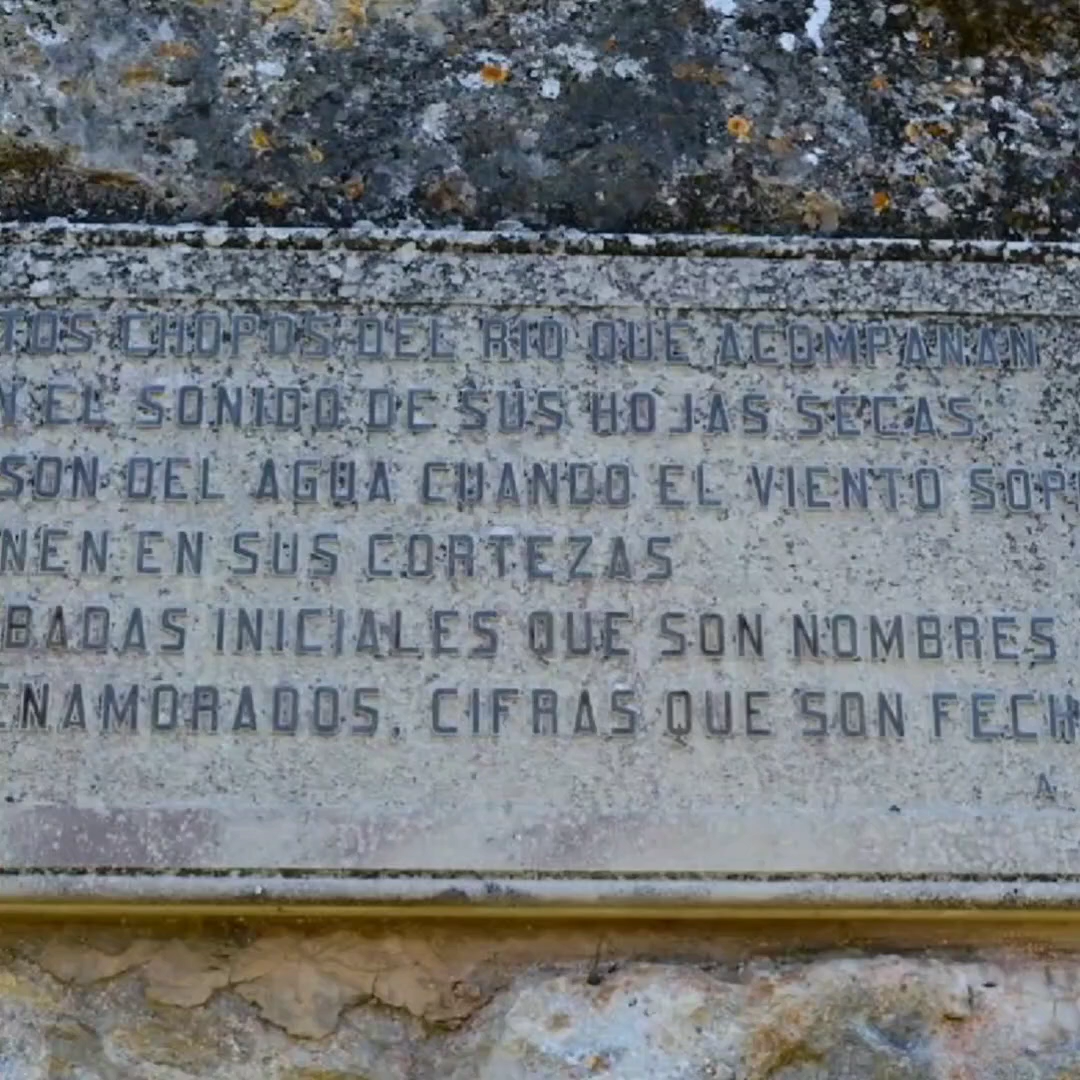 TOS CHOPOS DEL RIO QUE ACOMPAÑAN
N EL SONIDO DE SUS HOJAS SECAS
SON DEL AGUA CUANDO EL VIENTO SOP
NEN EN SUS CORTEZAS
BADAS INICIALES QUE SON NOMBRES
ENAMORADOS, CIFRAS QUE SON FECH
A